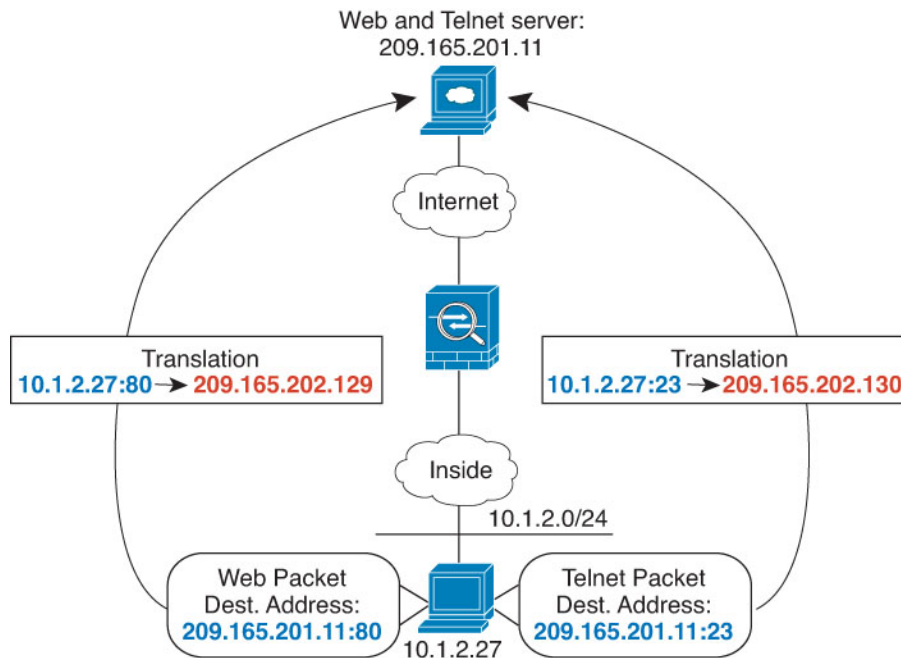 Web and Telnet server:
209.165.201.11
Internet
Translation
10.1.2.27:80 209.165.202.129
Translation
10.1.2.27:23 209.165.202.130
Inside
10.1.2.0/24
Web Packet
Dest. Address:
209.165.201.11:80
Telnet Packet
Dest. Address:
209.165.201.11:23
10.1.2.27